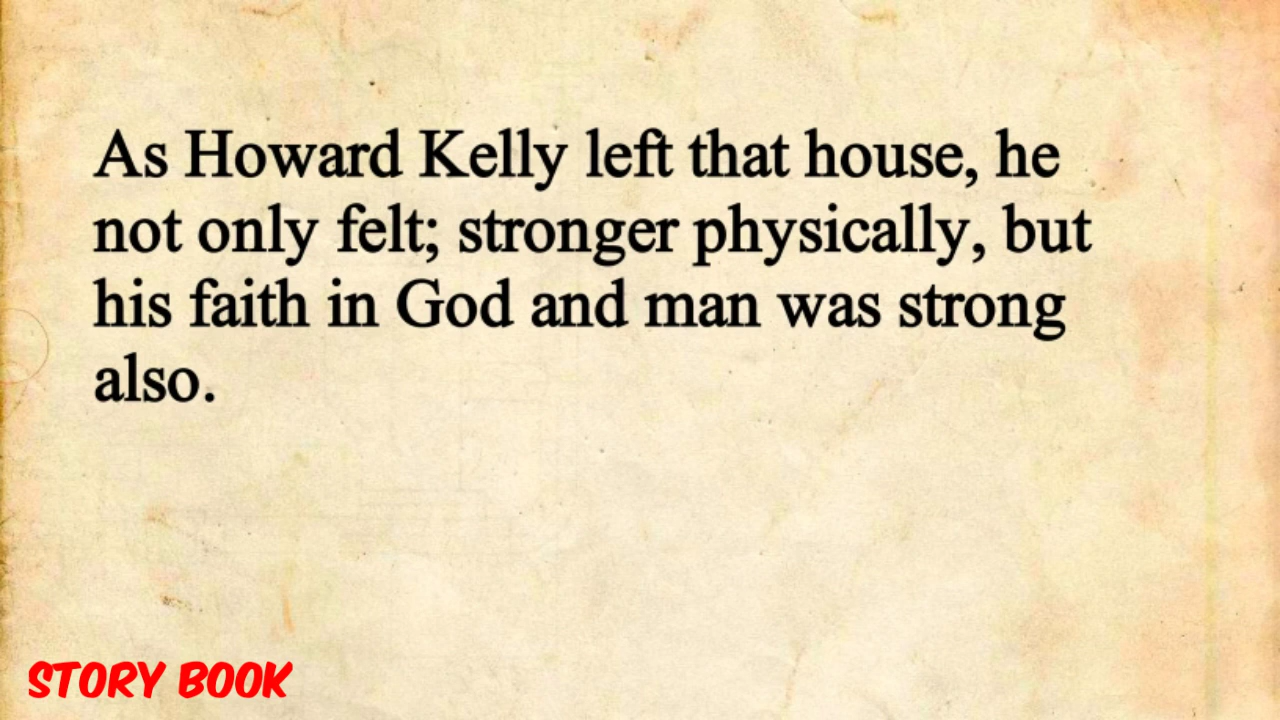 As Howard Kelly left that house, he
not only felt; stronger physically, but
his faith in God and man was strong
also.
STORY BOOK